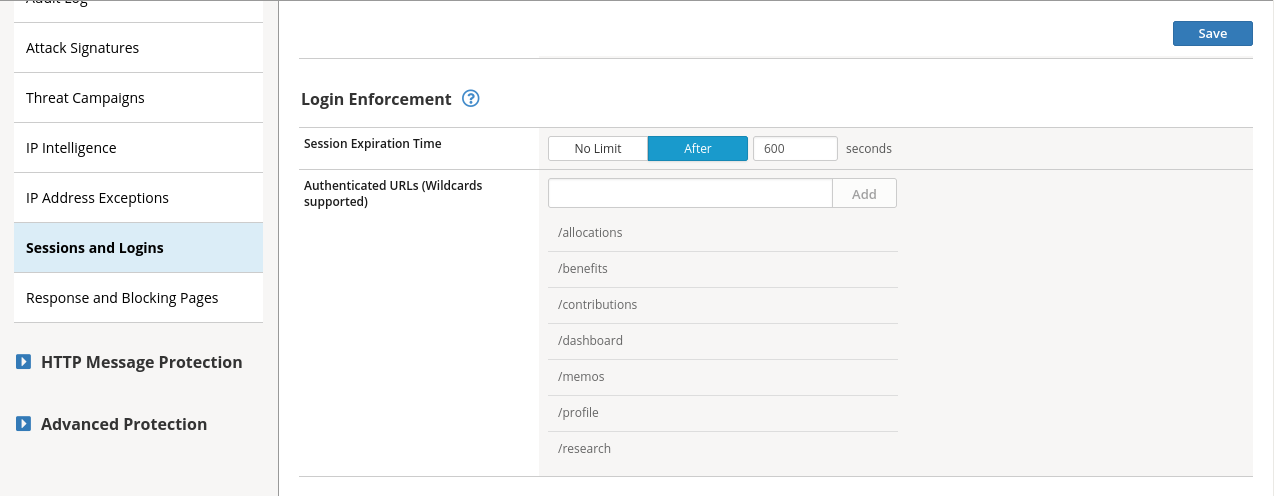 Audit Log
Attack Signatures
Threat Campaigns
IP Intelligence
IP Address Exceptions
Sessions and Logins
Response and Blocking Pages
HTTP Message Protection
Advanced Protection
Save
Login Enforcement ?
Session Expiration Time
No Limit After 600 seconds
Authenticated URLs (Wildcards
supported)
Add
/allocations
/benefits
/contributions
/dashboard
/memos
/profile
/research